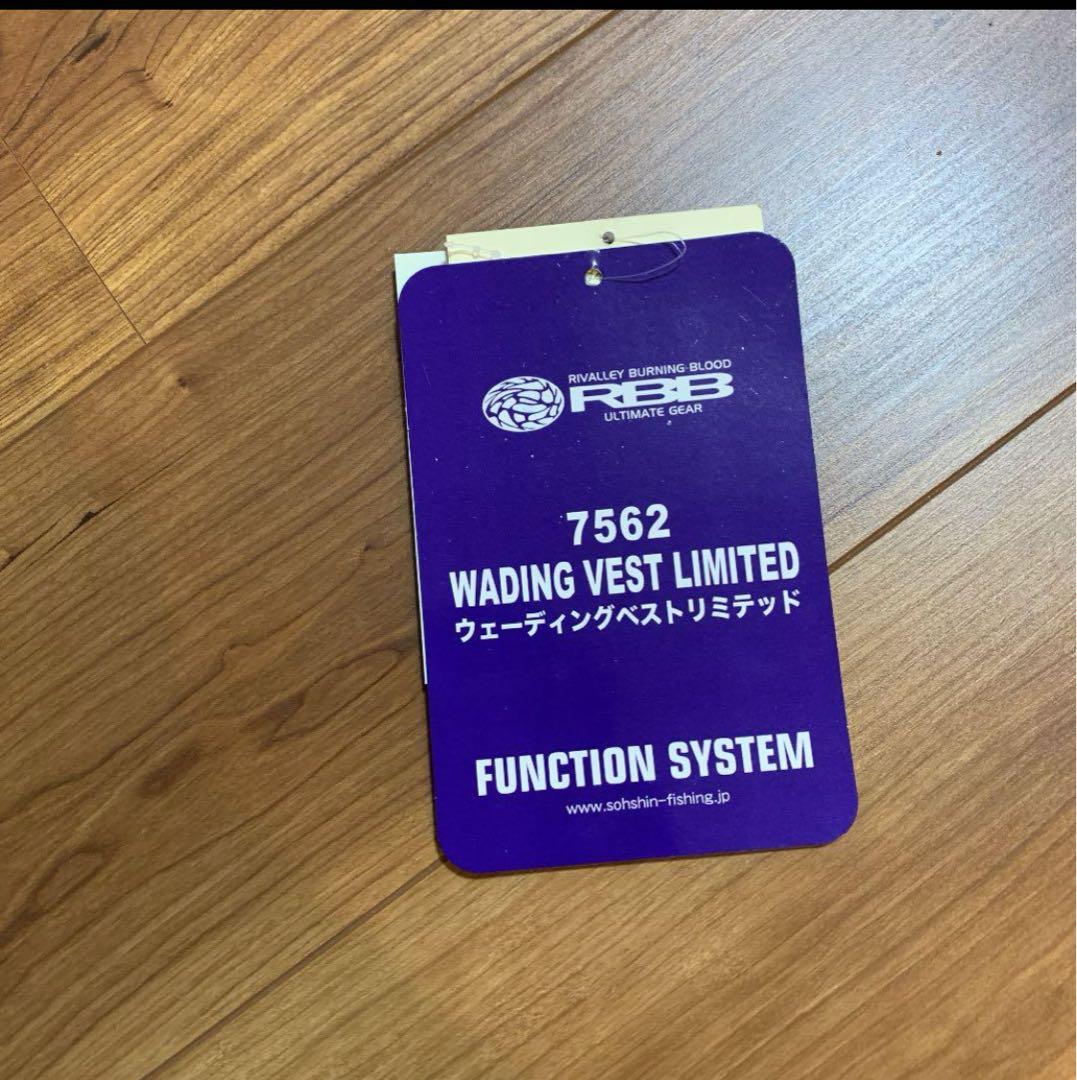 RIVALLEY BURNING-BLOOD
RBB
ULTIMATE GEAR
7562
WADING VEST LIMITED
ウェーディングベストリミテッド
FUNCTION SYSTEM
www.sohshin-fishing.jp